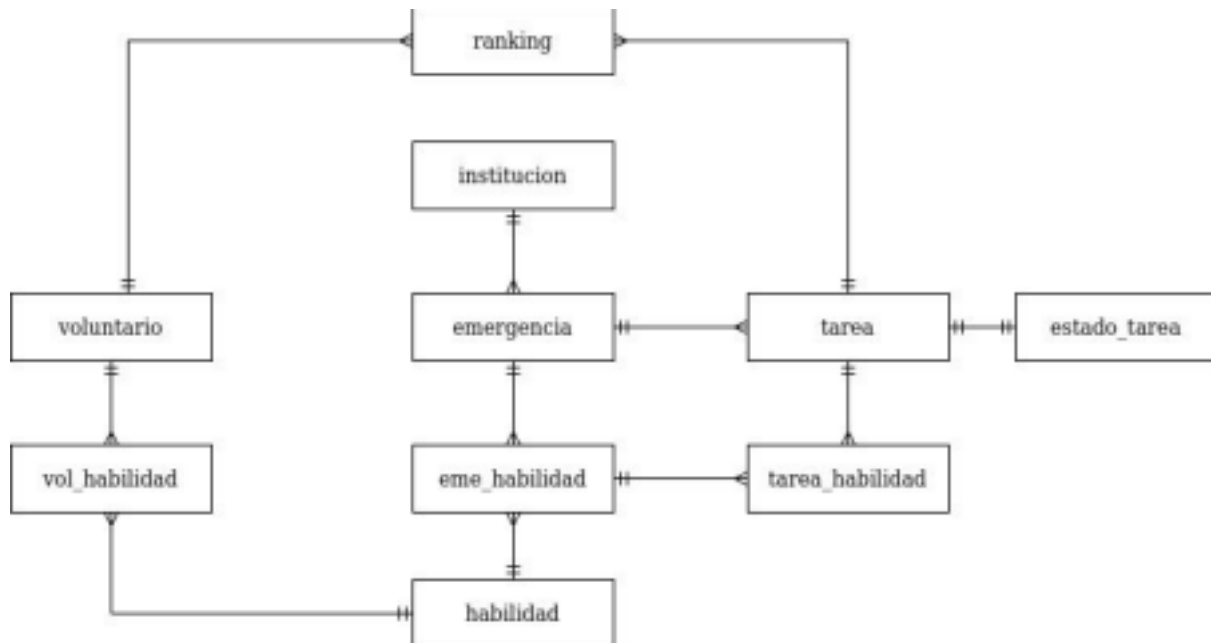 ranking
institucion
voluntario
emergencia
tarea
estado_tarea
vol_habilidad
eme_habilidad
tarea_habilidad
habilidad